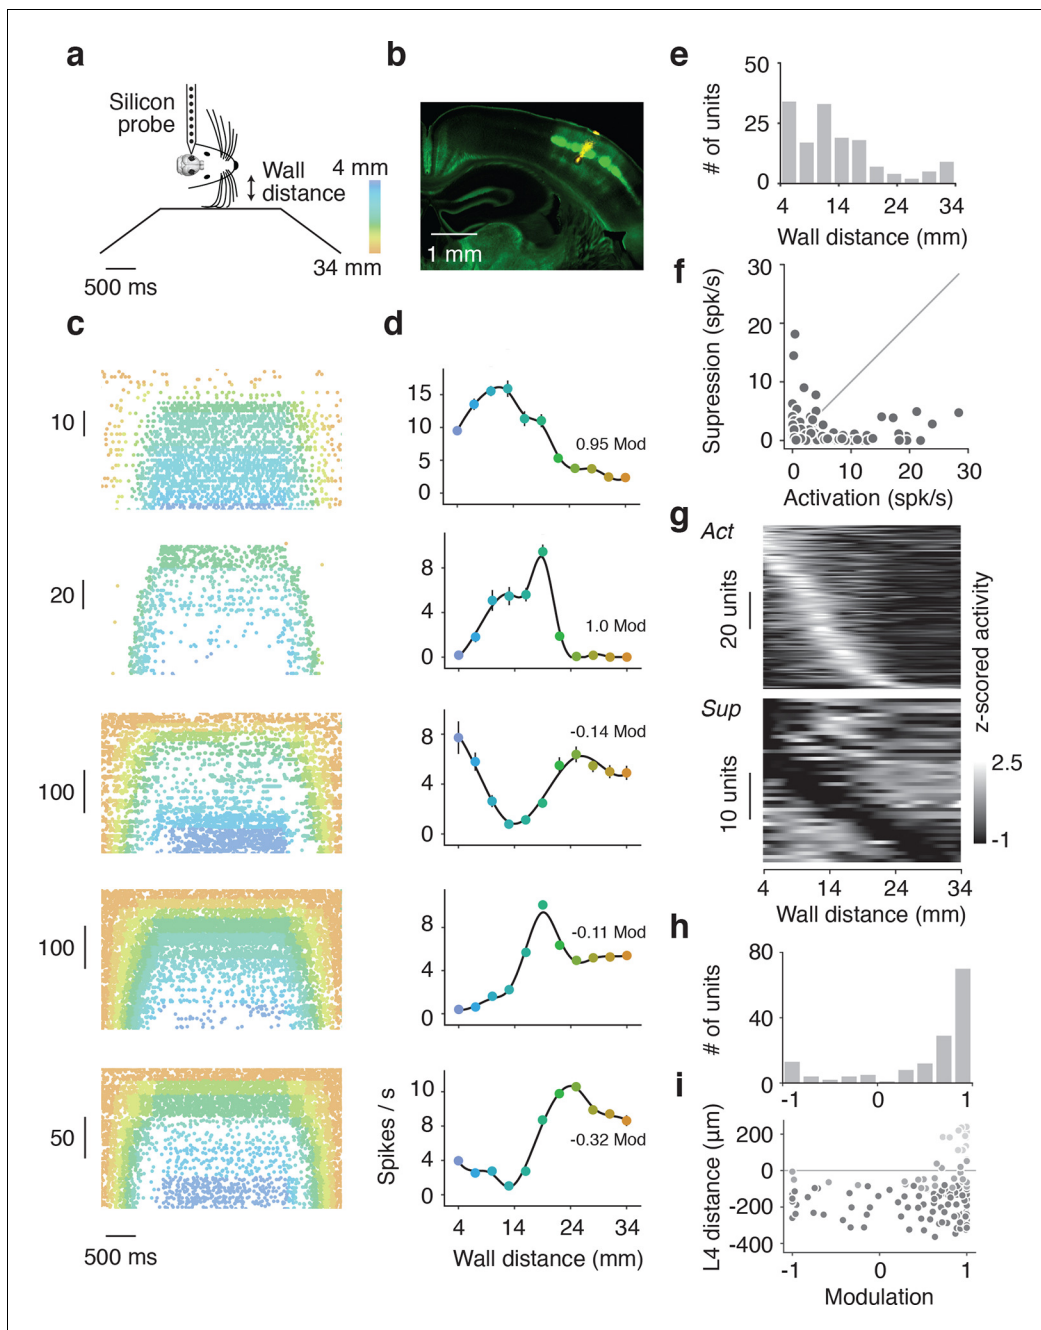 a
Silicon
probe
Wall
distance
4 mm
34 mm
500 ms
b
1 mm
c
10
20
100
100
50
500 ms
d
15
10
5
0
0.95 Mod
8
4
0
1.0 Mod
8
4
0
-0.14 Mod
8
4
0
-0.11 Mod
10
8
4
0
-0.32 Mod
Spikes / s
4 14 24 34
Wall distance (mm)
e
# of units
50
25
0
4 14 24 34
Wall distance (mm)
f
Supression (spk/s)
30
20
10
0
0 10 20 30
Activation (spk/s)
g
Act
20 units
Sup
10 units
z-scored activity
2.5
-1
4 14 24 34
Wall distance (mm)
h
# of units
80
40
0
-1 0 1
i
L4 distance (µm)
200
0
-200
-400
-1 0 1
Modulation